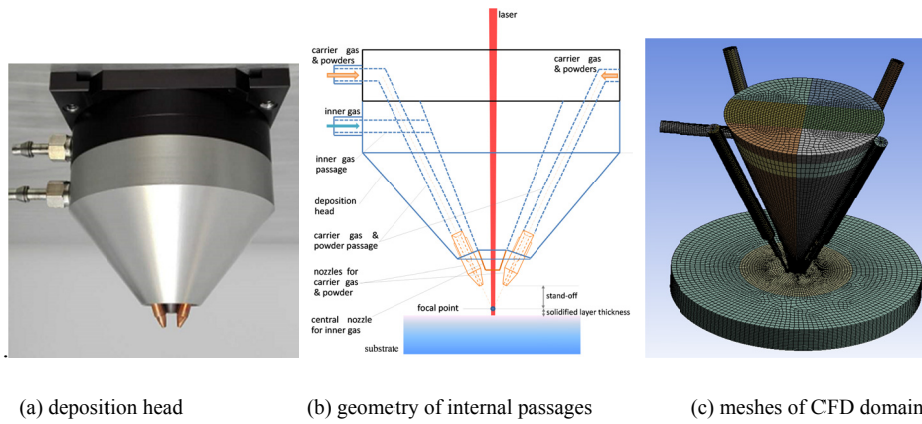 laser
carrier gas
& powders
carrier gas
& powders
inner gas
inner gas
passage
deposition
head
carrier gas &
powder passage
nozzles for
carrier gas
& powder
focal point
stand-off
solidified layer thickness
central nozzle
for inner gas
substrate
(a) deposition head
(b) geometry of internal passages
(c) meshes of CFD domain